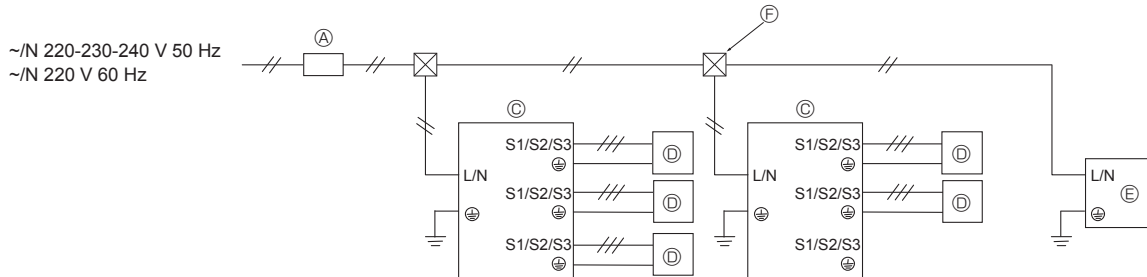 ~/N 220-230-240 V 50 Hz
~/N 220 V 60 Hz
Ⓐ
Ⓕ
Ⓒ
Ⓒ
S1/S2/S3
Ⓓ
S1/S2/S3
Ⓓ
L/N
S1/S2/S3
Ⓓ
L/N
S1/S2/S3
Ⓓ
L/N
Ⓔ
S1/S2/S3
Ⓓ
S1/S2/S3